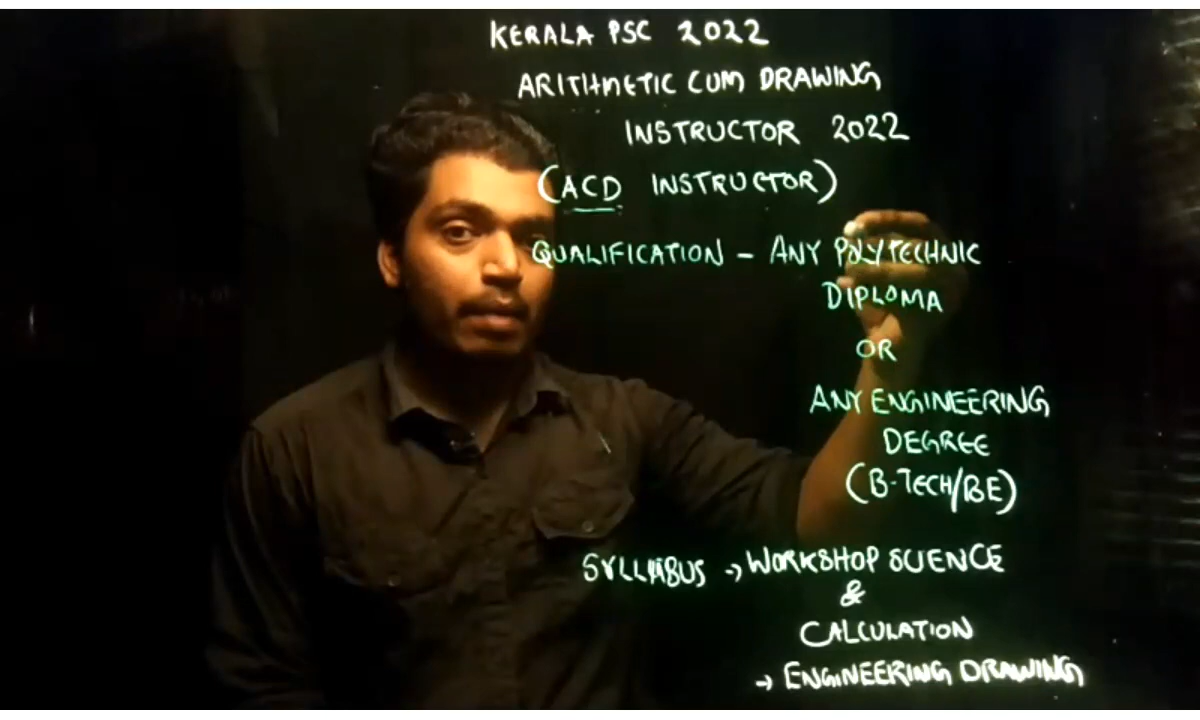 KERALA PSC 2022
ARITHMETIC CUM DRAWING
INSTRUCTOR 2022
(ACD INSTRUCTOR)
QUALIFICATION - ANY POLYTECHNIC
DIPLOMA
OR
ANY ENGINEERING
DEGREE
(B-TECH/BE)
SYLLABUS → WORKSHOP SCIENCE
&
CALCULATION
→ ENGINEERING DRAWING